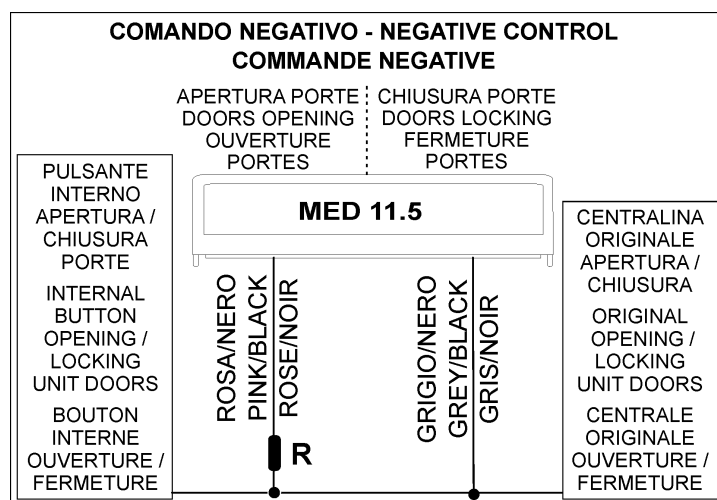 COMANDO NEGATIVO - NEGATIVE CONTROL
COMMANDE NEGATIVE
APERTURA PORTE
DOORS OPENING
OUVERTURE
PORTES
CHIUSURA PORTE
DOORS LOCKING
FERMETURE
PORTES
PULSANTE
INTERNO
APERTURA /
CHIUSURA
PORTE
INTERNAL
BUTTON
OPENING /
LOCKING
UNIT DOORS
BOUTON
INTERNE
OUVERTURE /
FERMETURE
MED 11.5
ROSA/NERO
PINK/BLACK
ROSE/NOIR
R
GRIGIO/NERO
GREY/BLACK
GRIS/NOIR
CENTRALINA
ORIGINALE
APERTURA /
CHIUSURA
ORIGINAL
OPENING /
LOCKING
UNIT DOORS
CENTRALE
ORIGINALE
OUVERTURE /
FERMETURE